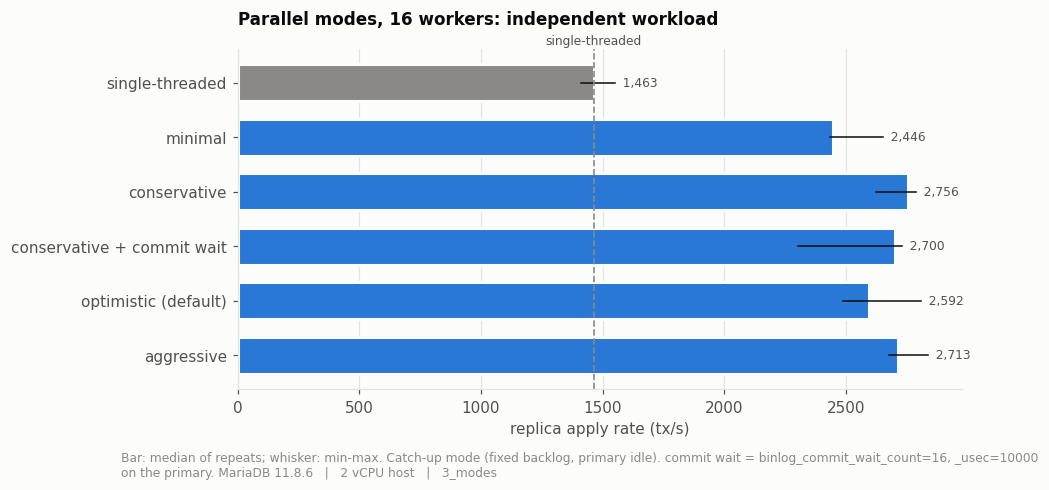 Parallel modes, 16 workers: independent workload
single-threaded
single-threaded 1,463
minimal 2,446
conservative 2,756
conservative + commit wait 2,700
optimistic (default) 2,592
aggressive 2,713
0 500 1000 1500 2000 2500
replica apply rate (tx/s)
Bar: median of repeats; whisker: min-max. Catch-up mode (fixed backlog, primary idle). commit wait = binlog_commit_wait_count=16, _usec=10000
on the primary. MariaDB 11.8.6 | 2 vCPU host | 3_modes